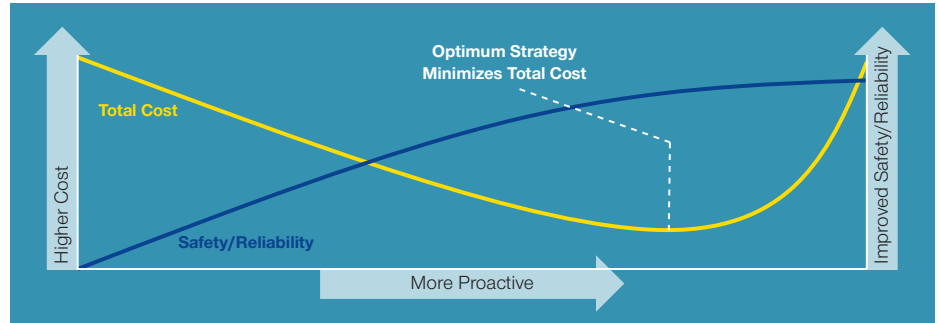 Optimum Strategy
Minimizes Total Cost
Total Cost
Higher Cost
Safety/Reliability
Improved Safety/Reliability
More Proactive